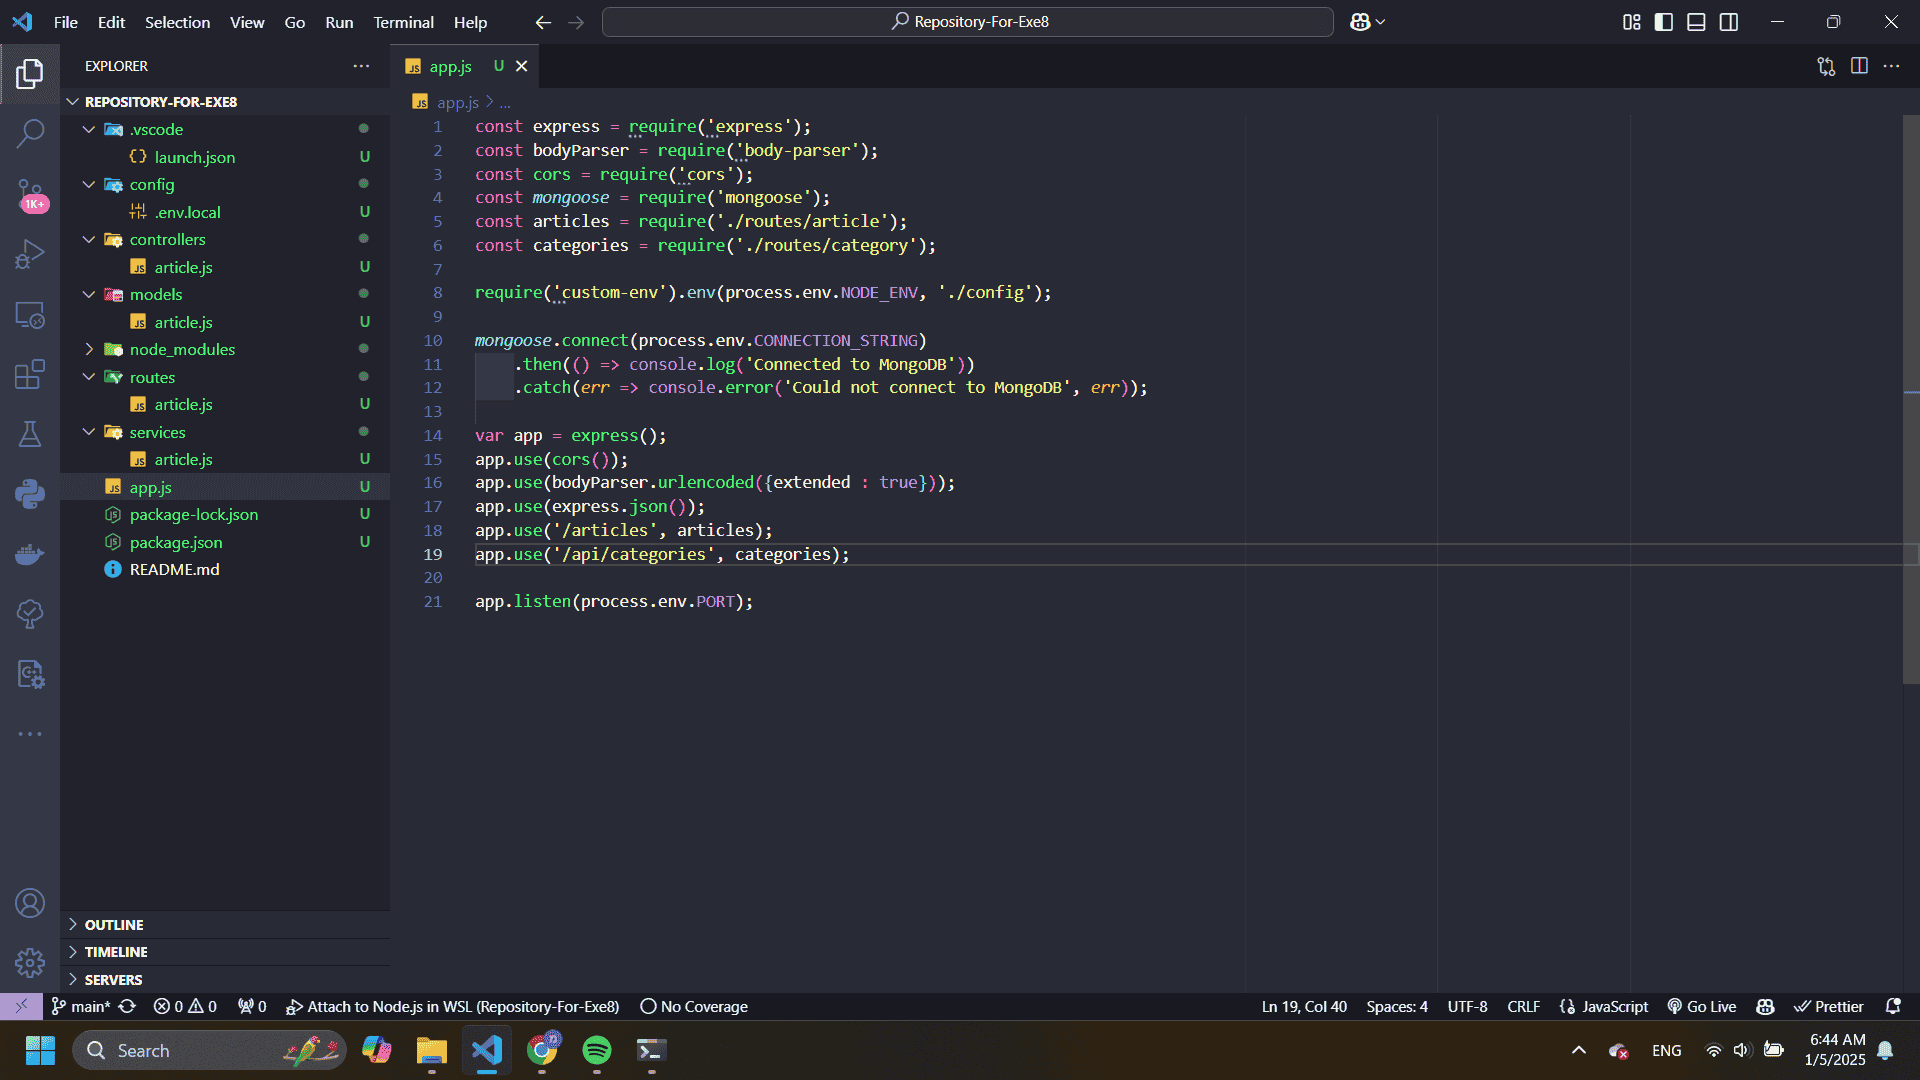 File Edit Selection View Go Run Terminal Help
Repository-For-Exe8
EXPLORER
REPOSITORY-FOR-EXE8
.vscode
launch.json U
config
.env.local U
controllers
article.js U
models
article.js U
node_modules
routes
article.js U
services
article.js U
app.js U
package-lock.json U
package.json U
README.md
OUTLINE
TIMELINE
SERVERS
1K+
app.js U
app.js > ...
1 const express = require('express');
2 const bodyParser = require('body-parser');
3 const cors = require('cors');
4 const mongoose = require('mongoose');
5 const articles = require('./routes/article');
6 const categories = require('./routes/category');
7
8 require('custom-env').env(process.env.NODE_ENV, './config');
9
10 mongoose.connect(process.env.CONNECTION_STRING)
11 .then(() => console.log('Connected to MongoDB'))
12 .catch(err => console.error('Could not connect to MongoDB', err));
13
14 var app = express();
15 app.use(cors());
16 app.use(bodyParser.urlencoded({extended : true}));
17 app.use(express.json());
18 app.use('/articles', articles);
19 app.use('/api/categories', categories);
20
21 app.listen(process.env.PORT);
main* 0 0 0 Attach to Node.js in WSL (Repository-For-Exe8) No Coverage Ln 19, Col 40 Spaces: 4 UTF-8 CRLF JavaScript Go Live Prettier
Search ENG 6:44 AM
1/5/2025